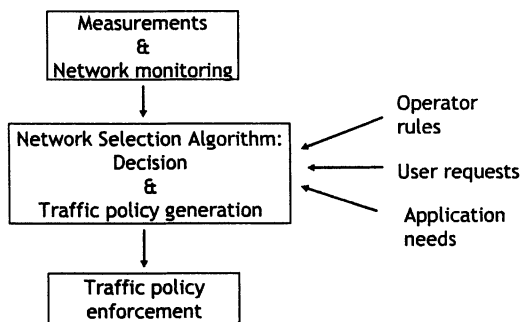 Measurements
&
Network monitoring
Operator
rules
Network Selection Algorithm:
Decision
&
Traffic policy generation
User requests
Application
needs
Traffic policy
enforcement